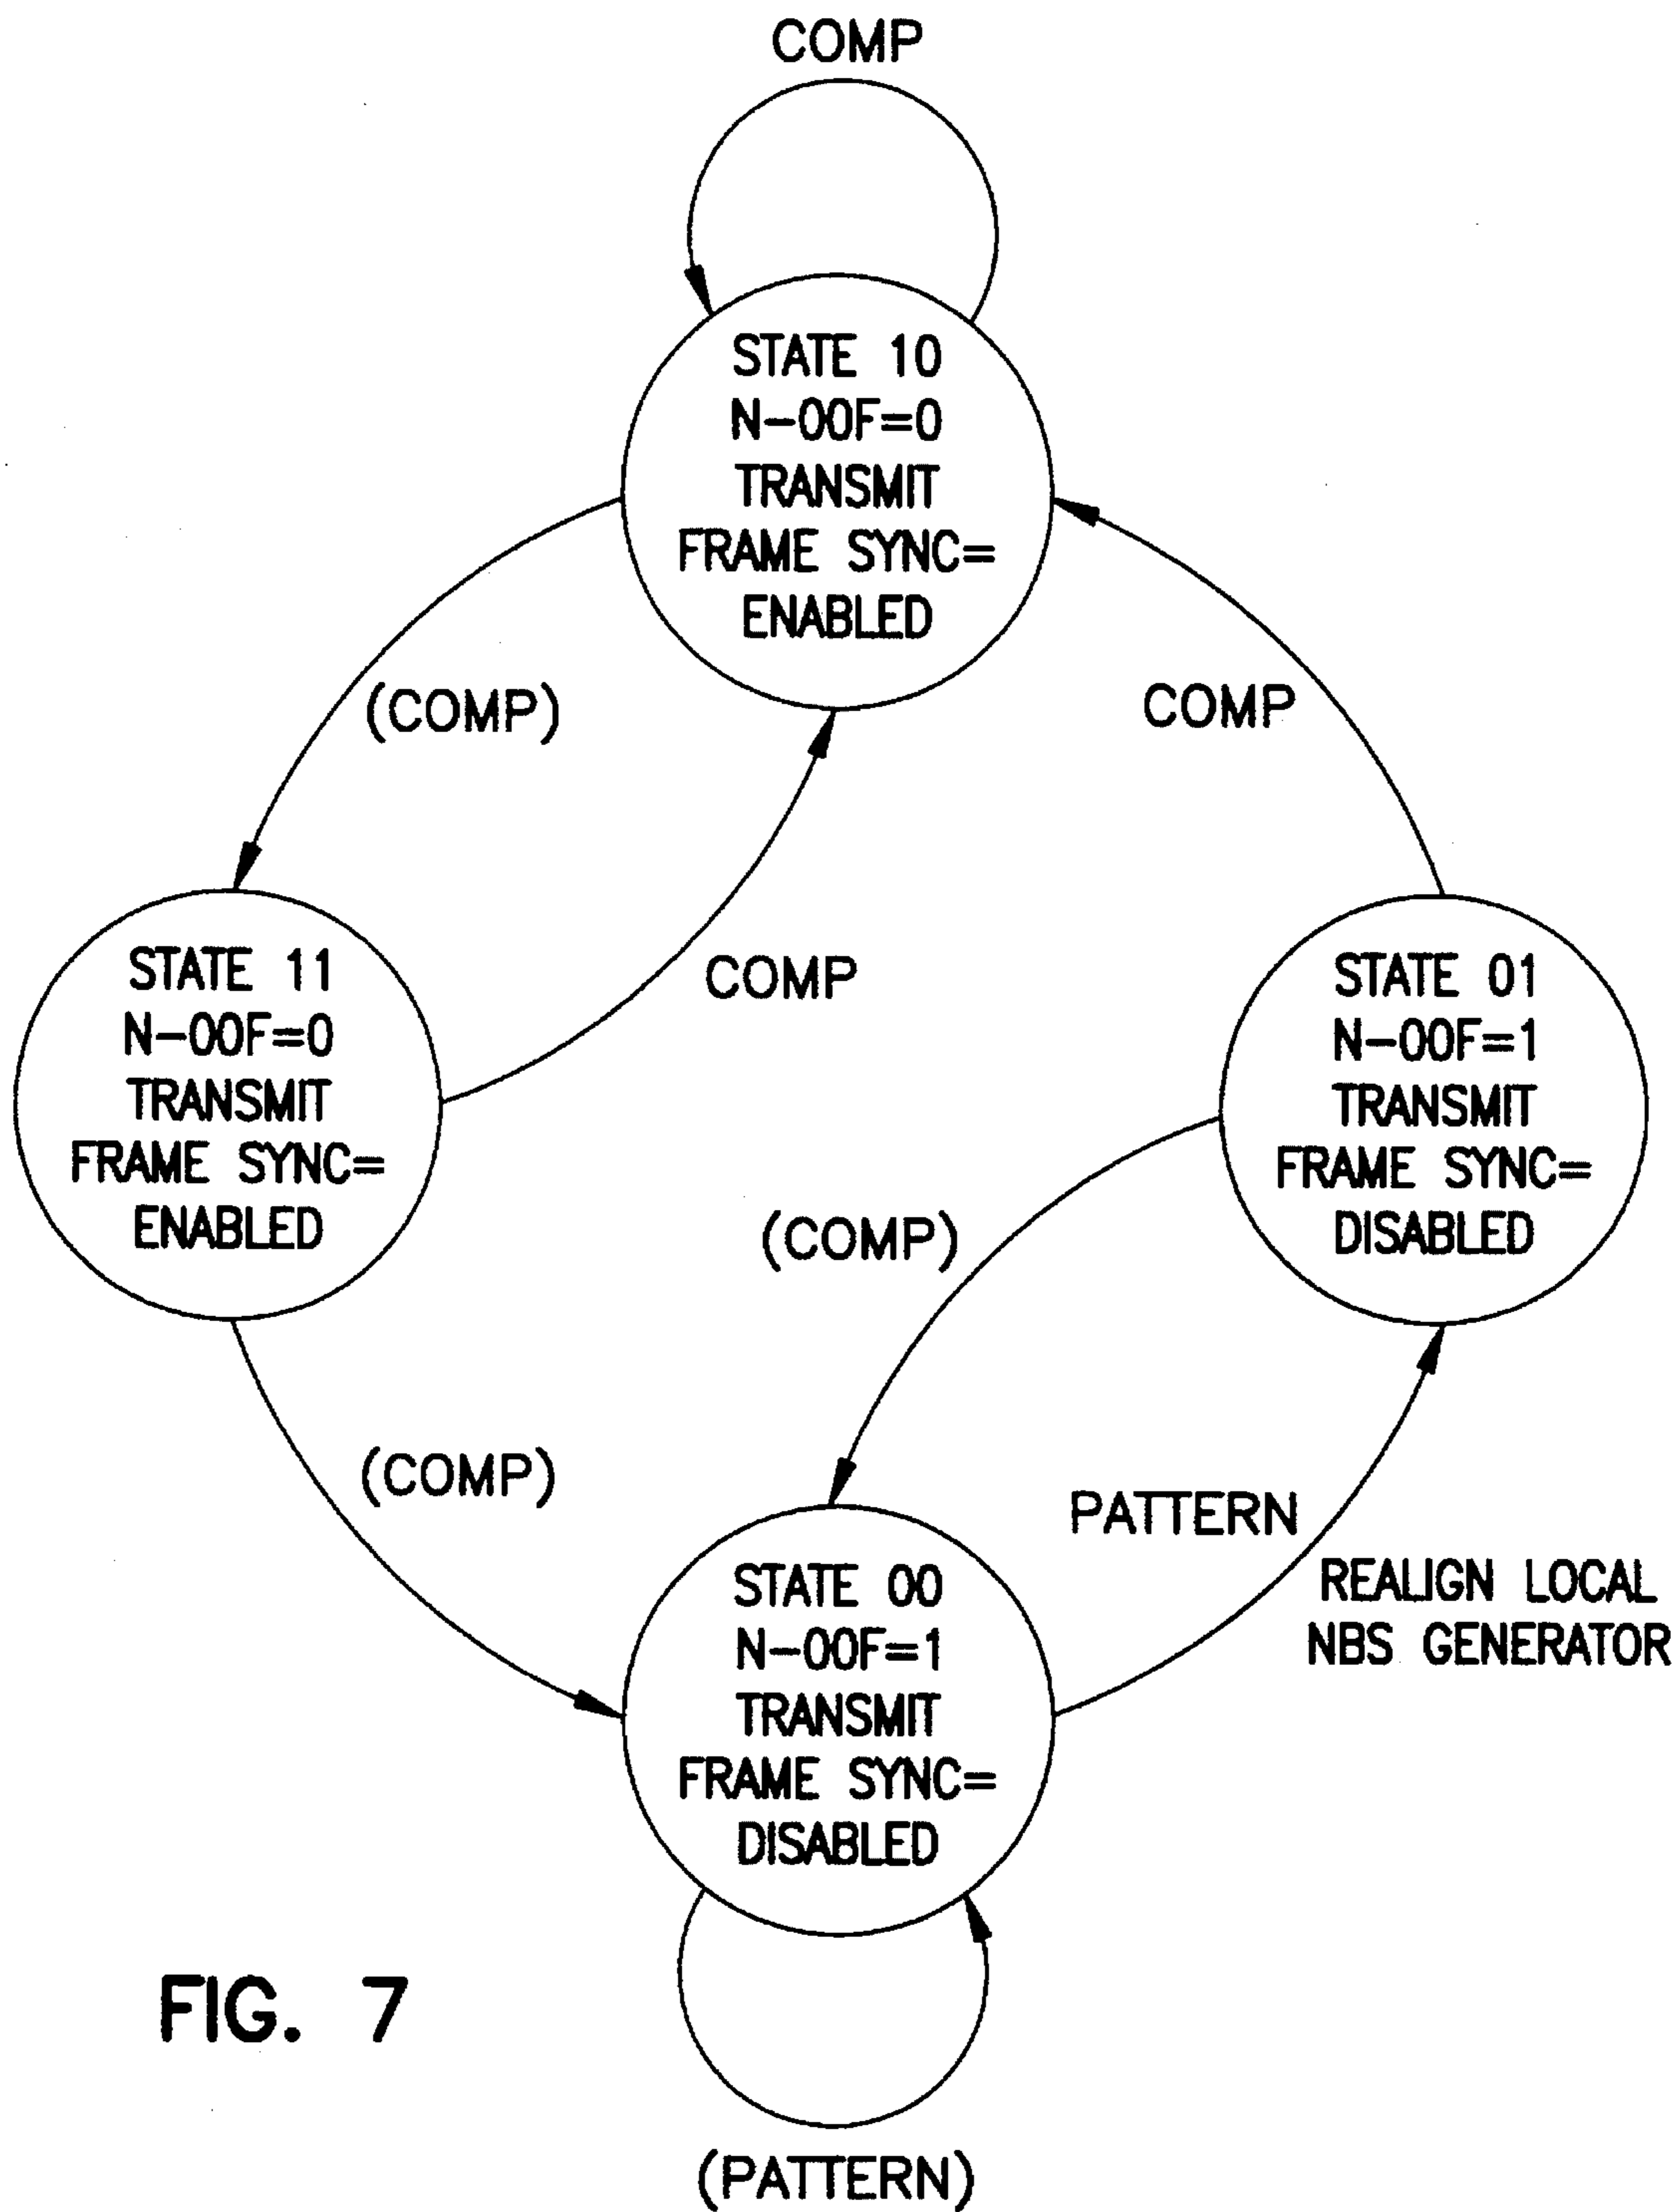 COMP
STATE 10
N-OOF=0
TRANSMIT
FRAME SYNC=
ENABLED
(COMP)
COMP
STATE 11
N-OOF=0
TRANSMIT
FRAME SYNC=
ENABLED
COMP
STATE 01
N-OOF=1
TRANSMIT
FRAME SYNC=
DISABLED
(COMP)
(COMP)
PATTERN
REALIGN LOCAL
NBS GENERATOR
STATE 00
N-OOF=1
TRANSMIT
FRAME SYNC=
DISABLED
FIG. 7
(PATTERN)